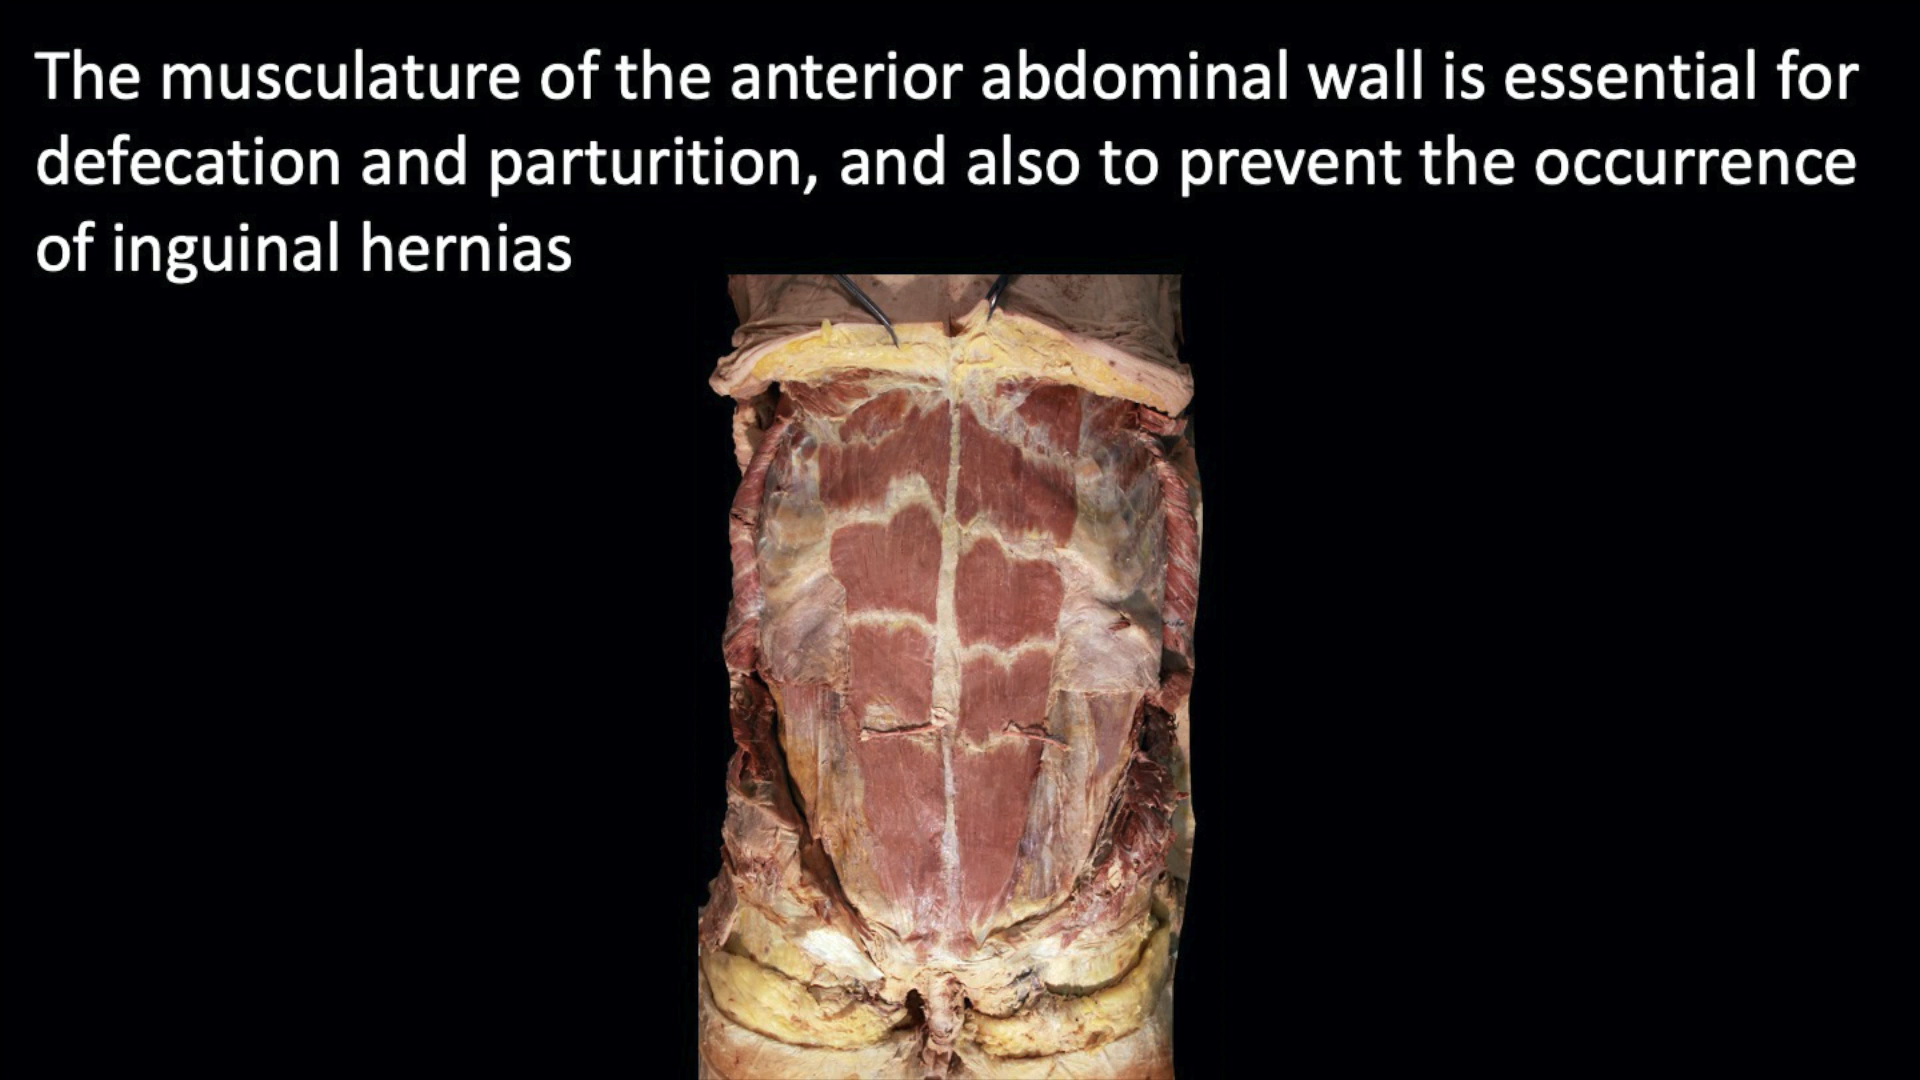 The musculature of the anterior abdominal wall is essential for
defecation and parturition, and also to prevent the occurrence
of inguinal hernias